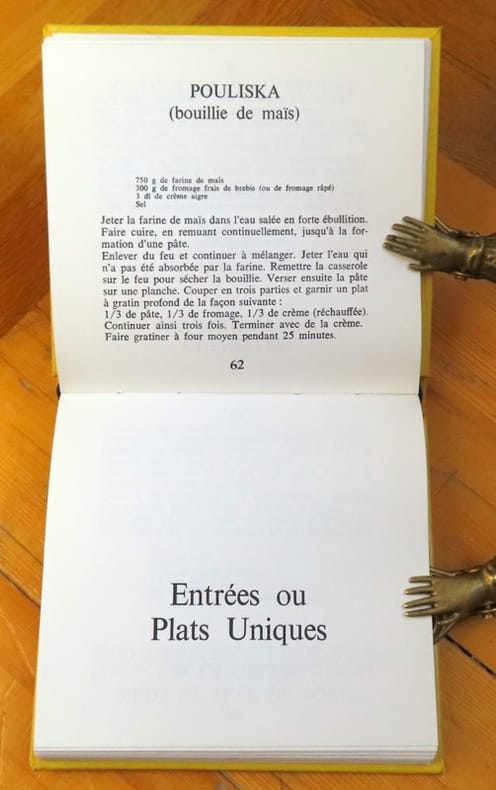 POULISKA
(bouillie de maïs)
750 g de farine de maïs
300 g de fromage frais de brebis (ou de fromage râpé)
3 dl de crème aigre
Sel
Jeter la farine de maïs dans l'eau salée en forte ébullition.
Faire cuire, en remuant continuellement, jusqu'à la for-
mation d'une pâte.
Enlever du feu et continuer à mélanger. Jeter l'eau qui
n'a pas été absorbée par la farine. Remettre la casserole
sur le feu pour sécher la bouillie. Verser ensuite la pâte
sur une planche. Couper en trois parties et garnir un plat
à gratin profond de la façon suivante :
1/3 de pâte, 1/3 de fromage, 1/3 de crème (réchauffée).
Continuer ainsi trois fois. Terminer avec de la crème.
Faire gratiner à four moyen pendant 25 minutes.
62
Entrées ou
Plats Uniques